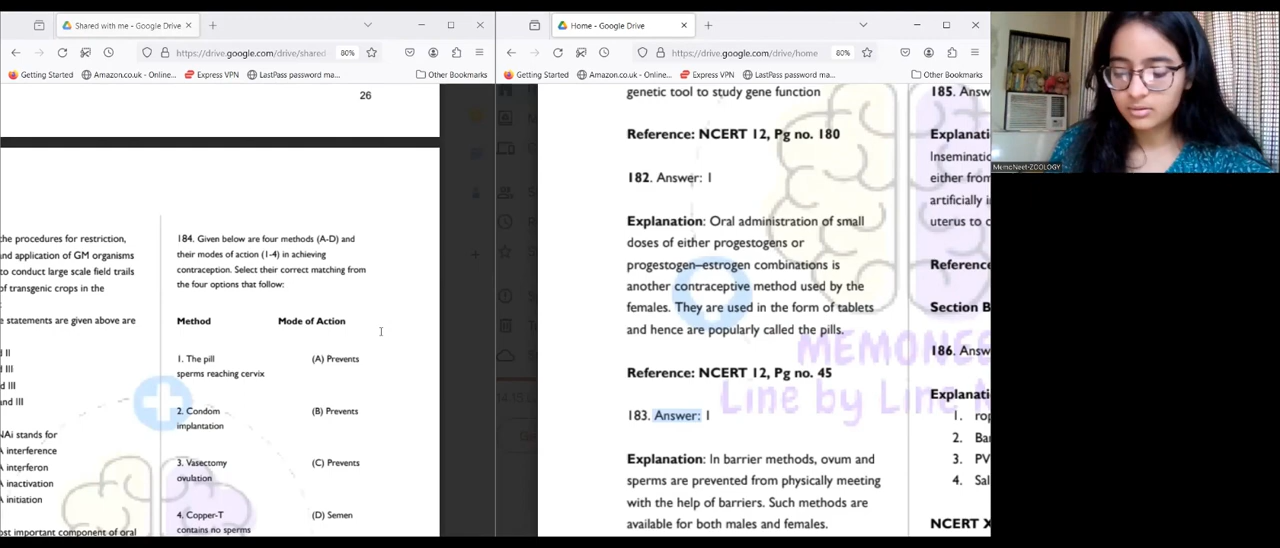 Shared with me - Google Drive
https://drive.google.com/drive/shared
80%
Getting Started
Amazon.co.uk - Online...
Express VPN
LastPass password ma...
Other Bookmarks
26
the procedures for restriction,
and application of GM organisms
to conduct large scale field trails
of transgenic crops in the
e statements are given above are
d II
I III
d III
and III
NAi stands for
A interference
A interferon
A inactivation
A initiation
ost important component of oral
184. Given below are four methods (A-D) and
their modes of action (1-4) in achieving
contraception. Select their correct matching from
the four options that follow:
Method Mode of Action
1. The pill (A) Prevents
sperms reaching cervix
2. Condom (B) Prevents
implantation
3. Vasectomy (C) Prevents
ovulation
4. Copper-T (D) Semen
contains no sperms
Home - Google Drive
https://drive.google.com/drive/home
80%
Getting Started
Amazon.co.uk - Online...
Express VPN
LastPass password ma...
Other Bookmarks
genetic tool to study gene function
Reference: NCERT 12, Pg no. 180
182. Answer: 1
Explanation: Oral administration of small
doses of either progestogens or
progestogen–estrogen combinations is
another contraceptive method used by the
females. They are used in the form of tablets
and hence are popularly called the pills.
Reference: NCERT 12, Pg no. 45
183. Answer: 1
Explanation: In barrier methods, ovum and
sperms are prevented from physically meeting
with the help of barriers. Such methods are
available for both males and females.
185. Answ
Explanati
Inseminati
either from
artificially i
uterus to c
Referenc
Section B
186. Answ
Explanati
1. rop
2. Ba
3. PV
4. Sal
NCERT X
MEMONEE
Line by Line N
MemoNeet-ZOOLOGY